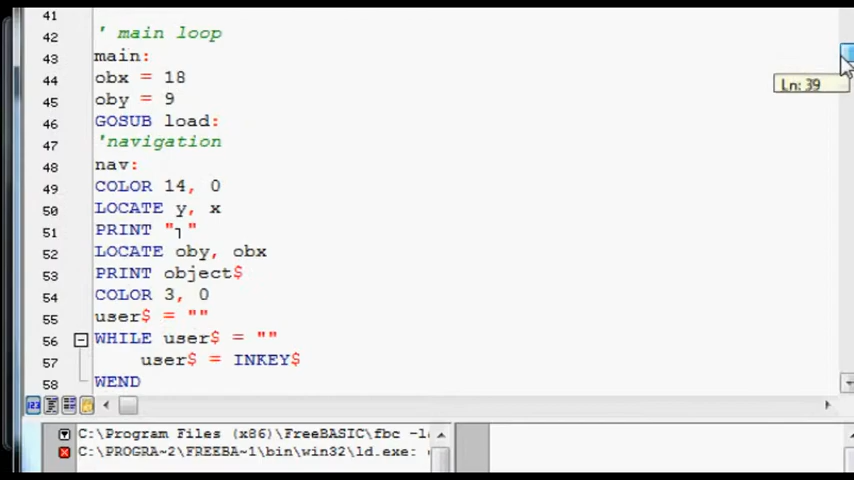 41
42 ' main loop
43 main:
44 obx = 18
45 oby = 9
46 GOSUB load:
47 'navigation
48 nav:
49 COLOR 14, 0
50 LOCATE y, x
51 PRINT "┐"
52 LOCATE oby, obx
53 PRINT object$
54 COLOR 3, 0
55 user$ = ""
56 WHILE user$ = ""
57 user$ = INKEY$
58 WEND
Ln: 39
123
C:\Program Files (x86)\FreeBASIC\fbc -l
C:\PROGRA~2\FREEBA~1\bin\win32\ld.exe: